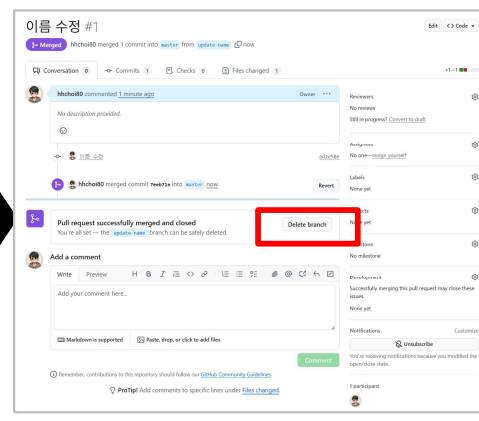 이름 수정 #1
Edit <> Code
Merged hhchoi80 merged 1 commit into master from update-name now
Conversation 0 Commits 1 Checks 0 Files changed 1 +1 −1
hhchoi80 commented 1 minute ago Owner ...
No description provided.
이름 수정
hhchoi80 merged commit 7eeb71e into master now Revert
Pull request successfully merged and closed
You're all set — the update-name branch can be safely deleted.
Delete branch
Add a comment
Write Preview H B I
Add your comment here...
Markdown is supported Paste, drop, or click to add files
Comment
Remember, contributions to this repository should follow our GitHub Community Guidelines.
ProTip! Add comments to specific lines under Files changed.
Reviewers
No reviews
Still in progress? Convert to draft
Assignees
No one—assign yourself
Labels
None yet
None yet
No milestone
Development
Successfully merging this pull request may close these
issues.
None yet
Notifications Customize
Unsubscribe
You're receiving notifications because you modified the
open/close state.
1 participant